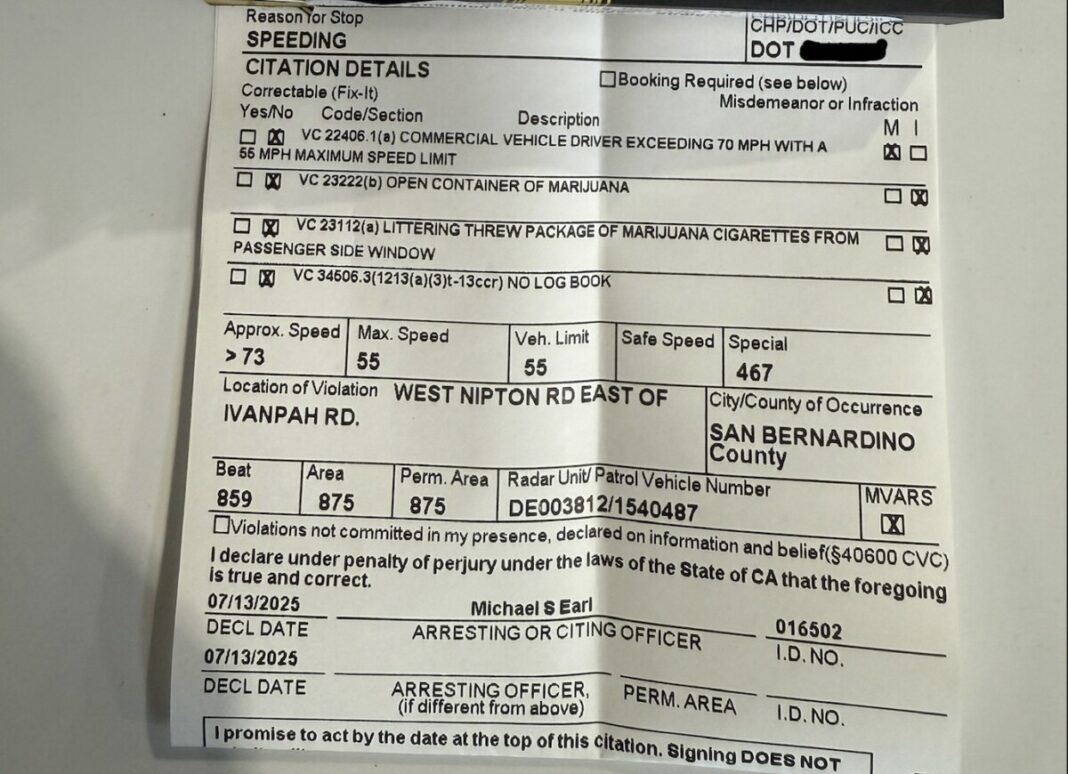 Reason for Stop
SPEEDING
CHP/DOT/PUC/ICC
DOT
CITATION DETAILS
Booking Required (see below)
Correctable (Fix-It)
Misdemeanor or Infraction
Yes/No Code/Section Description
M I
X VC 22406.1(a) COMMERCIAL VEHICLE DRIVER EXCEEDING 70 MPH WITH A X
55 MPH MAXIMUM SPEED LIMIT
X VC 23222(b) OPEN CONTAINER OF MARIJUANA X
X VC 23112(a) LITTERING THREW PACKAGE OF MARIJUANA CIGARETTES FROM X
PASSENGER SIDE WINDOW
X VC 34506.3(1213(a)(3)t-13ccr) NO LOG BOOK X
Approx. Speed Max. Speed Veh. Limit Safe Speed Special
> 73 55 55 467
Location of Violation WEST NIPTON RD EAST OF
IVANPAH RD.
City/County of Occurrence
SAN BERNARDINO
County
Beat Area Perm. Area Radar Unit/ Patrol Vehicle Number MVARS
859 875 875 DE003812/1540487 X
Violations not committed in my presence, declared on information and belief(§40600 CVC)
I declare under penalty of perjury under the laws of the State of CA that the foregoing
is true and correct.
07/13/2025 Michael S Earl 016502
DECL DATE ARRESTING OR CITING OFFICER I.D. NO.
07/13/2025
DECL DATE ARRESTING OFFICER, PERM. AREA I.D. NO.
(if different from above)
I promise to act by the date at the top of this citation. Signing DOES NOT